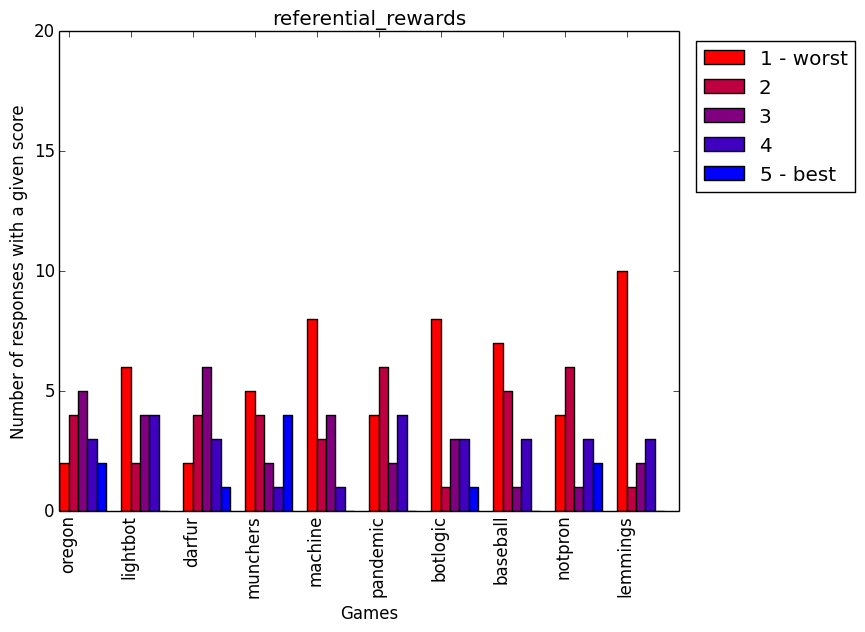 referential_rewards
20
15
10
5
0
Number of responses with a given score
oregon
lightbot
darfur
munchers
machine
pandemic
botlogic
baseball
notpron
lemmings
Games
1 - worst
2
3
4
5 - best